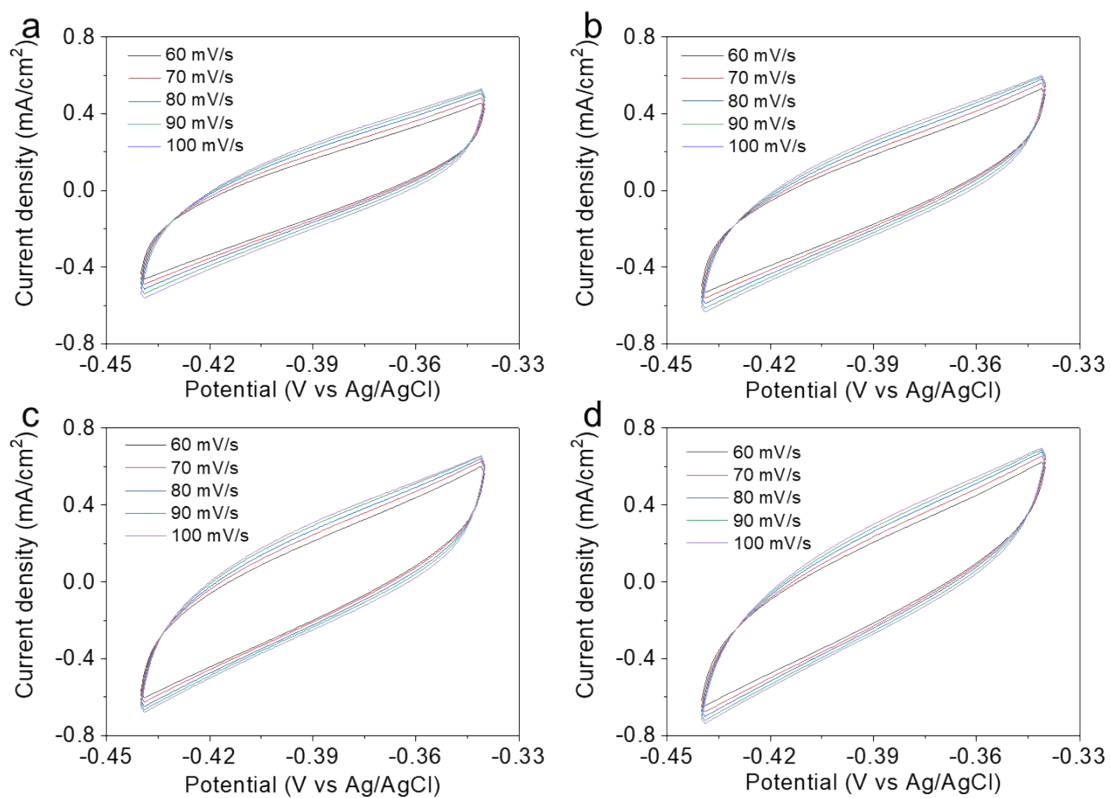 a
Current density (mA/cm²)
0.8
0.4
0.0
-0.4
-0.8
60 mV/s
70 mV/s
80 mV/s
90 mV/s
100 mV/s
-0.45
-0.42
-0.39
-0.36
-0.33
Potential (V vs Ag/AgCl)
b
Current density (mA/cm²)
0.8
0.4
0.0
-0.4
-0.8
60 mV/s
70 mV/s
80 mV/s
90 mV/s
100 mV/s
-0.45
-0.42
-0.39
-0.36
-0.33
Potential (V vs Ag/AgCl)
c
Current density (mA/cm²)
0.8
0.4
0.0
-0.4
-0.8
60 mV/s
70 mV/s
80 mV/s
90 mV/s
100 mV/s
-0.45
-0.42
-0.39
-0.36
-0.33
Potential (V vs Ag/AgCl)
d
Current density (mA/cm²)
0.8
0.4
0.0
-0.4
-0.8
60 mV/s
70 mV/s
80 mV/s
90 mV/s
100 mV/s
-0.45
-0.42
-0.39
-0.36
-0.33
Potential (V vs Ag/AgCl)